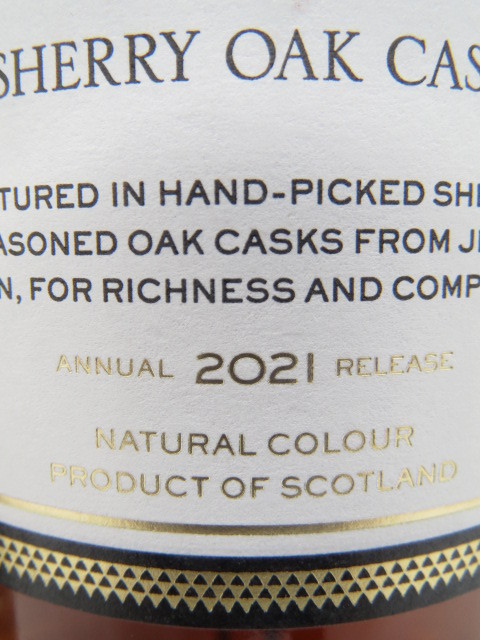 SHERRY OAK CAS
TURED IN HAND-PICKED SHE
ASONED OAK CASKS FROM JE
N, FOR RICHNESS AND COMP
ANNUAL 2021 RELEASE
NATURAL COLOUR
PRODUCT OF SCOTLAND